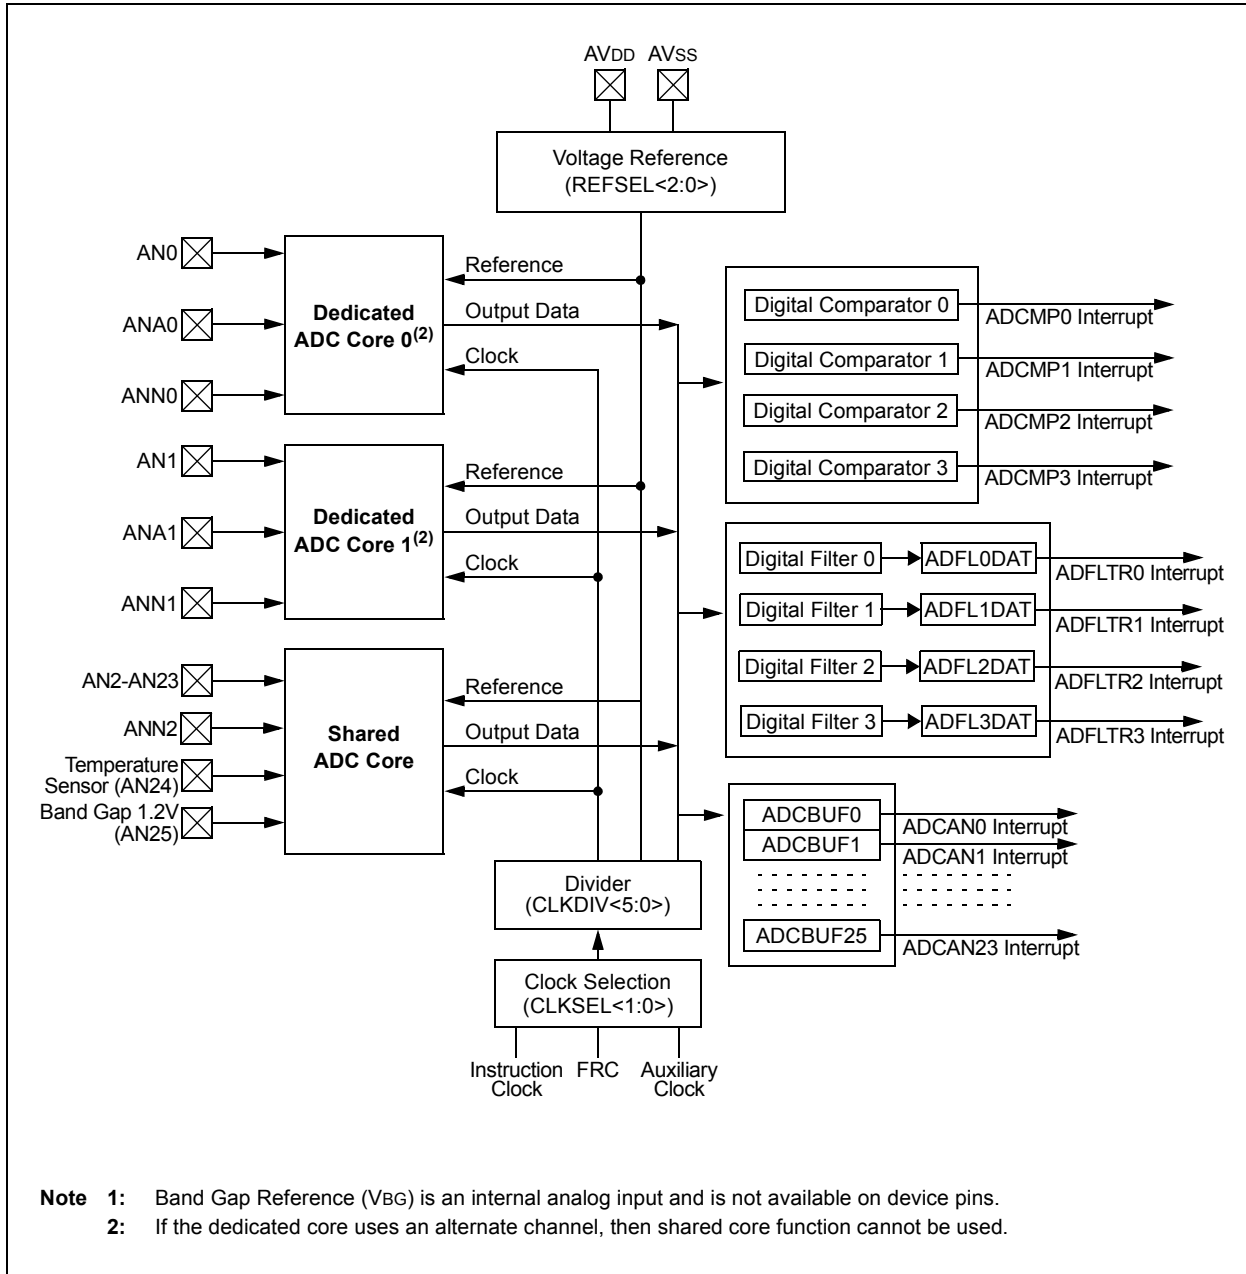 AVDD AVSS
Voltage Reference
(REFSEL<2:0>)
AN0
ANA0
ANN0
Dedicated
ADC Core 0(2)
Reference
Output Data
Clock
AN1
ANA1
ANN1
Dedicated
ADC Core 1(2)
Reference
Output Data
Clock
AN2-AN23
ANN2
Temperature
Sensor (AN24)
Band Gap 1.2V
(AN25)
Shared
ADC Core
Reference
Output Data
Clock
Digital Comparator 0
ADCMP0 Interrupt
Digital Comparator 1
ADCMP1 Interrupt
Digital Comparator 2
ADCMP2 Interrupt
Digital Comparator 3
ADCMP3 Interrupt
Digital Filter 0 ADFL0DAT
ADFLTR0 Interrupt
Digital Filter 1 ADFL1DAT
ADFLTR1 Interrupt
Digital Filter 2 ADFL2DAT
ADFLTR2 Interrupt
Digital Filter 3 ADFL3DAT
ADFLTR3 Interrupt
ADCBUF0
ADCAN0 Interrupt
ADCBUF1
ADCAN1 Interrupt
ADCBUF25
ADCAN23 Interrupt
Divider
(CLKDIV<5:0>)
Clock Selection
(CLKSEL<1:0>)
Instruction
Clock
FRC
Auxiliary
Clock
Note 1: Band Gap Reference (VBG) is an internal analog input and is not available on device pins.
2: If the dedicated core uses an alternate channel, then shared core function cannot be used.